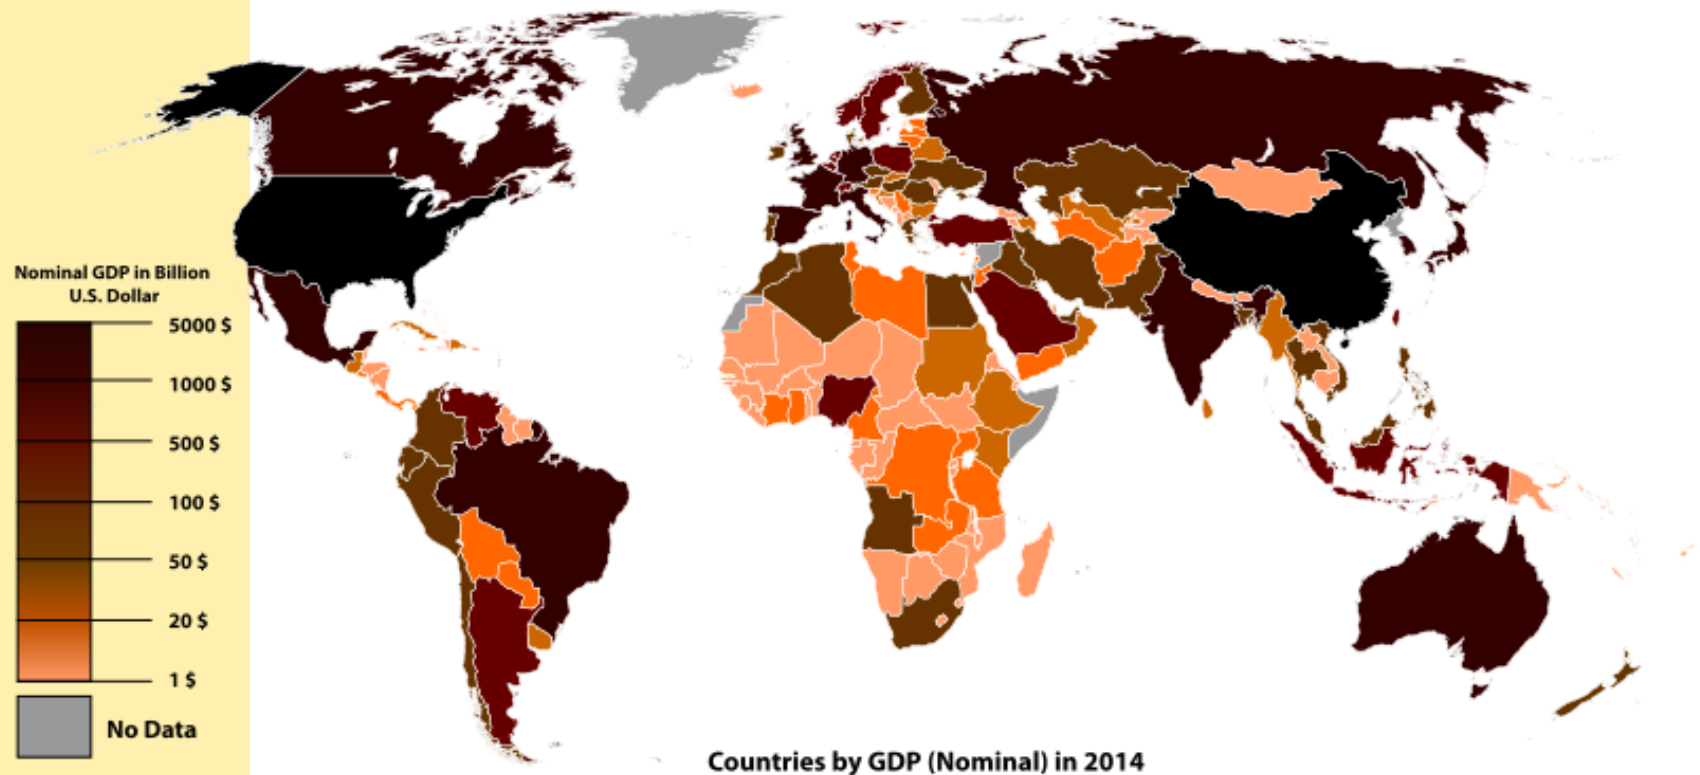 Nominal GDP in Billion
U.S. Dollar
5000 $
1000 $
500 $
100 $
50 $
20 $
1 $
No Data
Countries by GDP (Nominal) in 2014